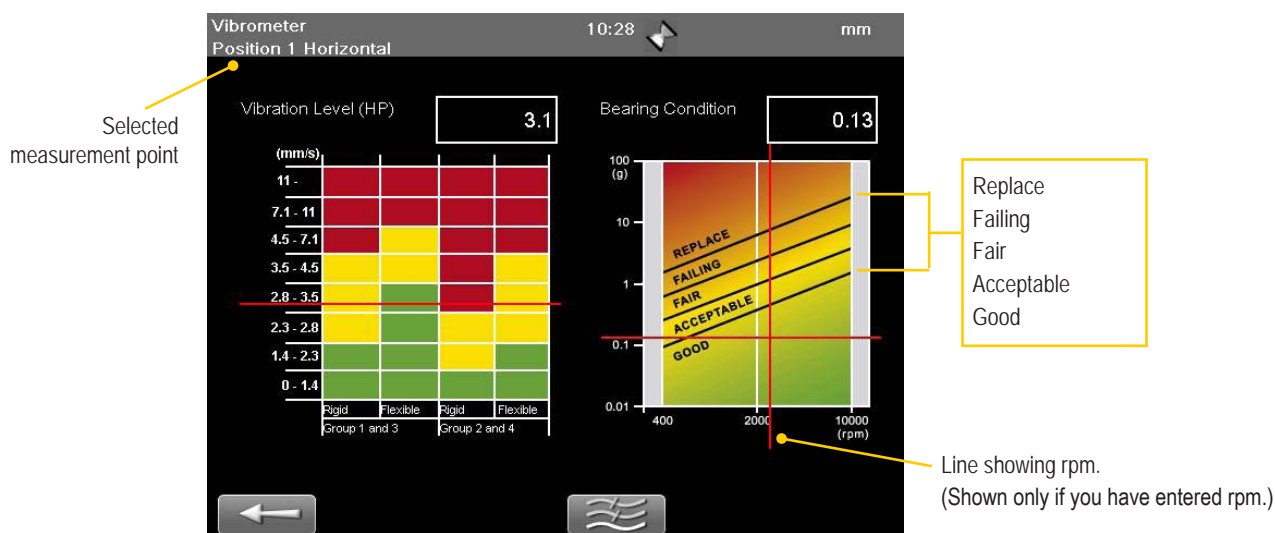 Vibrometer
Position 1 Horizontal
10:28
mm
Selected
measurement point
Vibration Level (HP)
3.1
(mm/s)
11 -
7.1 - 11
4.5 - 7.1
3.5 - 4.5
2.8 - 3.5
2.3 - 2.8
1.4 - 2.3
0 - 1.4
Rigid Flexible Rigid Flexible
Group 1 and 3 Group 2 and 4
Bearing Condition
0.13
100
(g)
10
1
0.1
0.01
REPLACE
FAILING
FAIR
ACCEPTABLE
GOOD
400 2000 10000
(rpm)
Replace
Failing
Fair
Acceptable
Good
Line showing rpm.
(Shown only if you have entered rpm.)